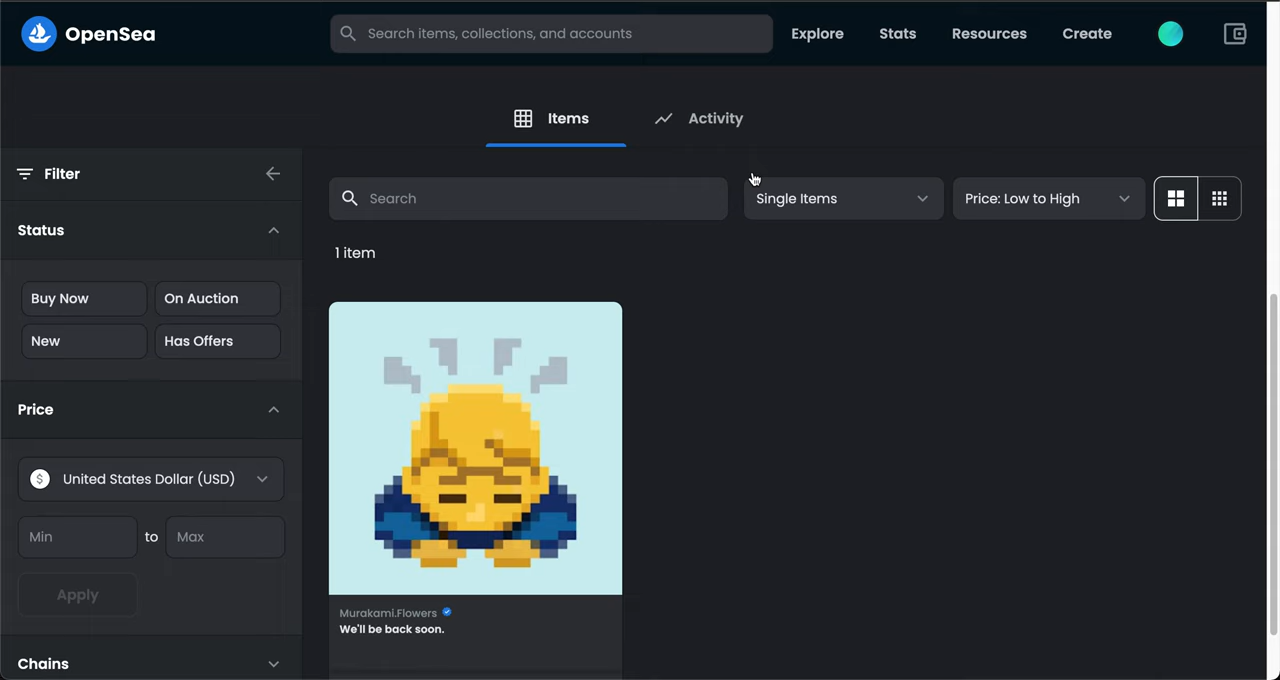 OpenSea
Search items, collections, and accounts
Explore
Stats
Resources
Create
Items
Activity
Filter
Search
Single Items
Price: Low to High
Status
1 item
Buy Now
On Auction
New
Has Offers
Price
$ United States Dollar (USD)
Min
to
Max
Apply
Murakami.Flowers
We'll be back soon.
Chains